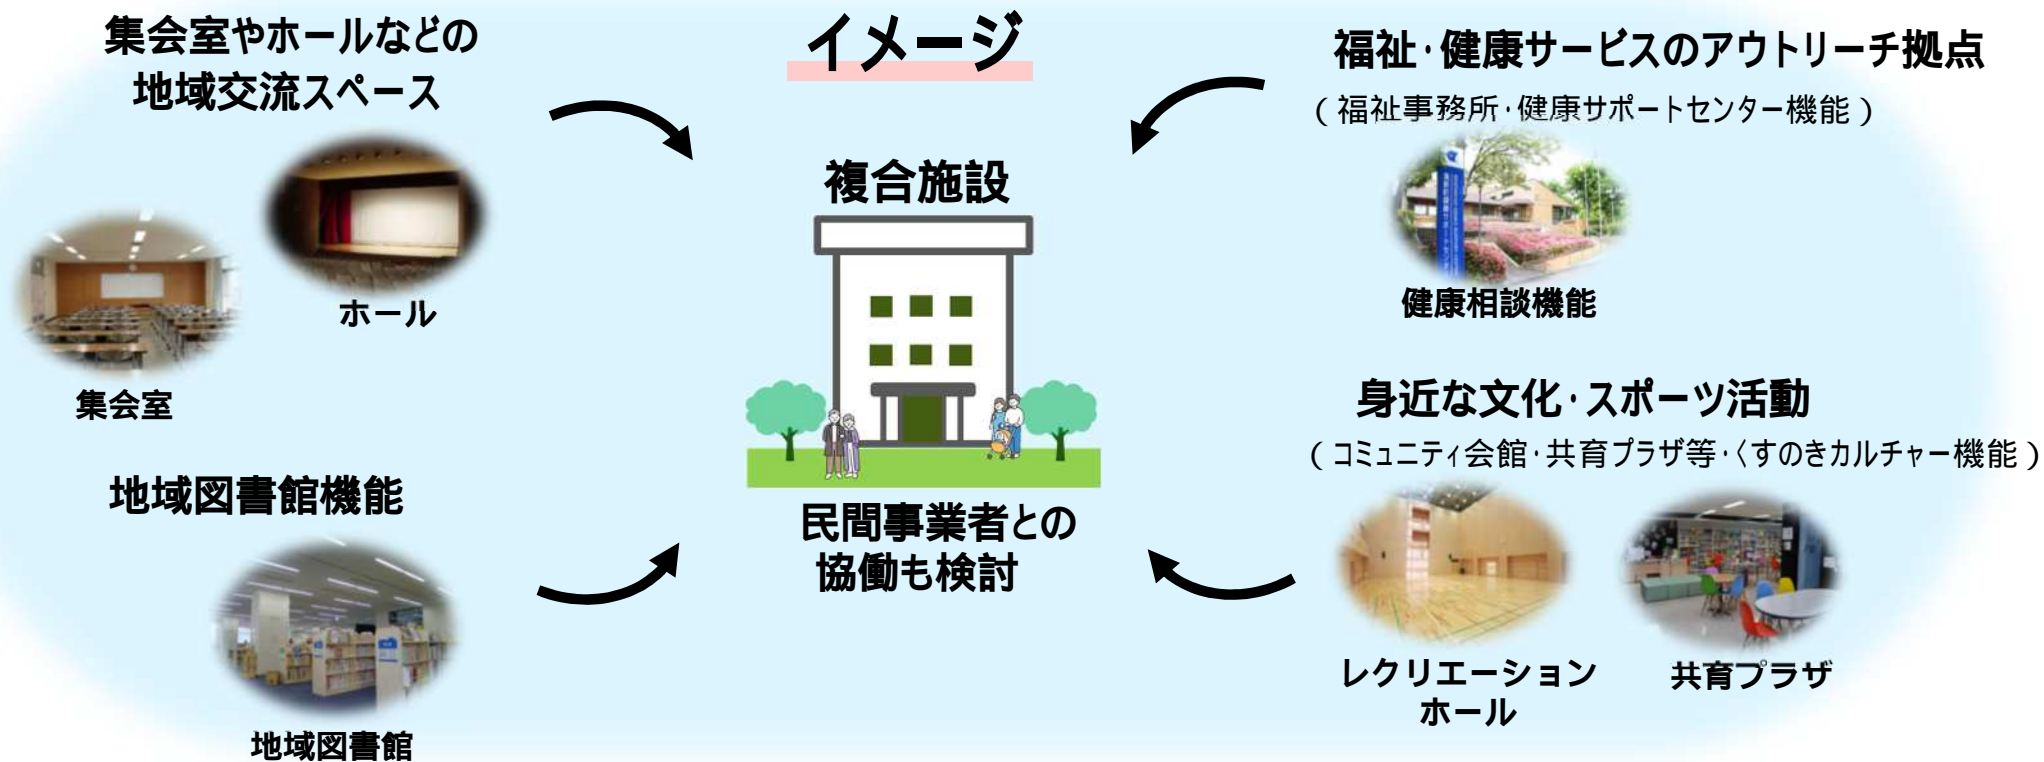 イメージ
集会室やホールなどの
地域交流スペース
ホール
集会室
地域図書館機能
地域図書館
複合施設
民間事業者との
協働も検討
福祉・健康サービスのアウトリーチ拠点
（福祉事務所・健康サポートセンター機能）
健康相談機能
身近な文化・スポーツ活動
（コミュニティ会館・共育プラザ等・くすのきカルチャー機能）
レクリエーション
ホール
共育プラザ